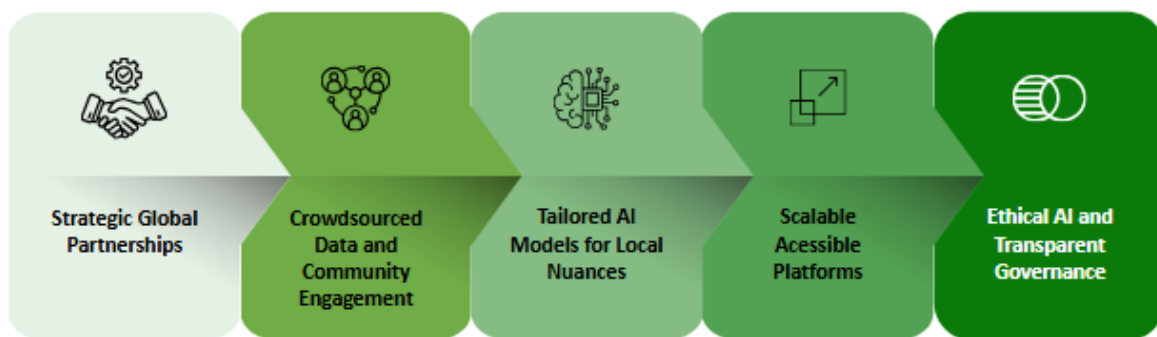 Strategic Global
Partnerships
Crowdsourced
Data and
Community
Engagement
Tailored AI
Models for Local
Nuances
Scalable
Acessible
Platforms
Ethical AI and
Transparent
Governance